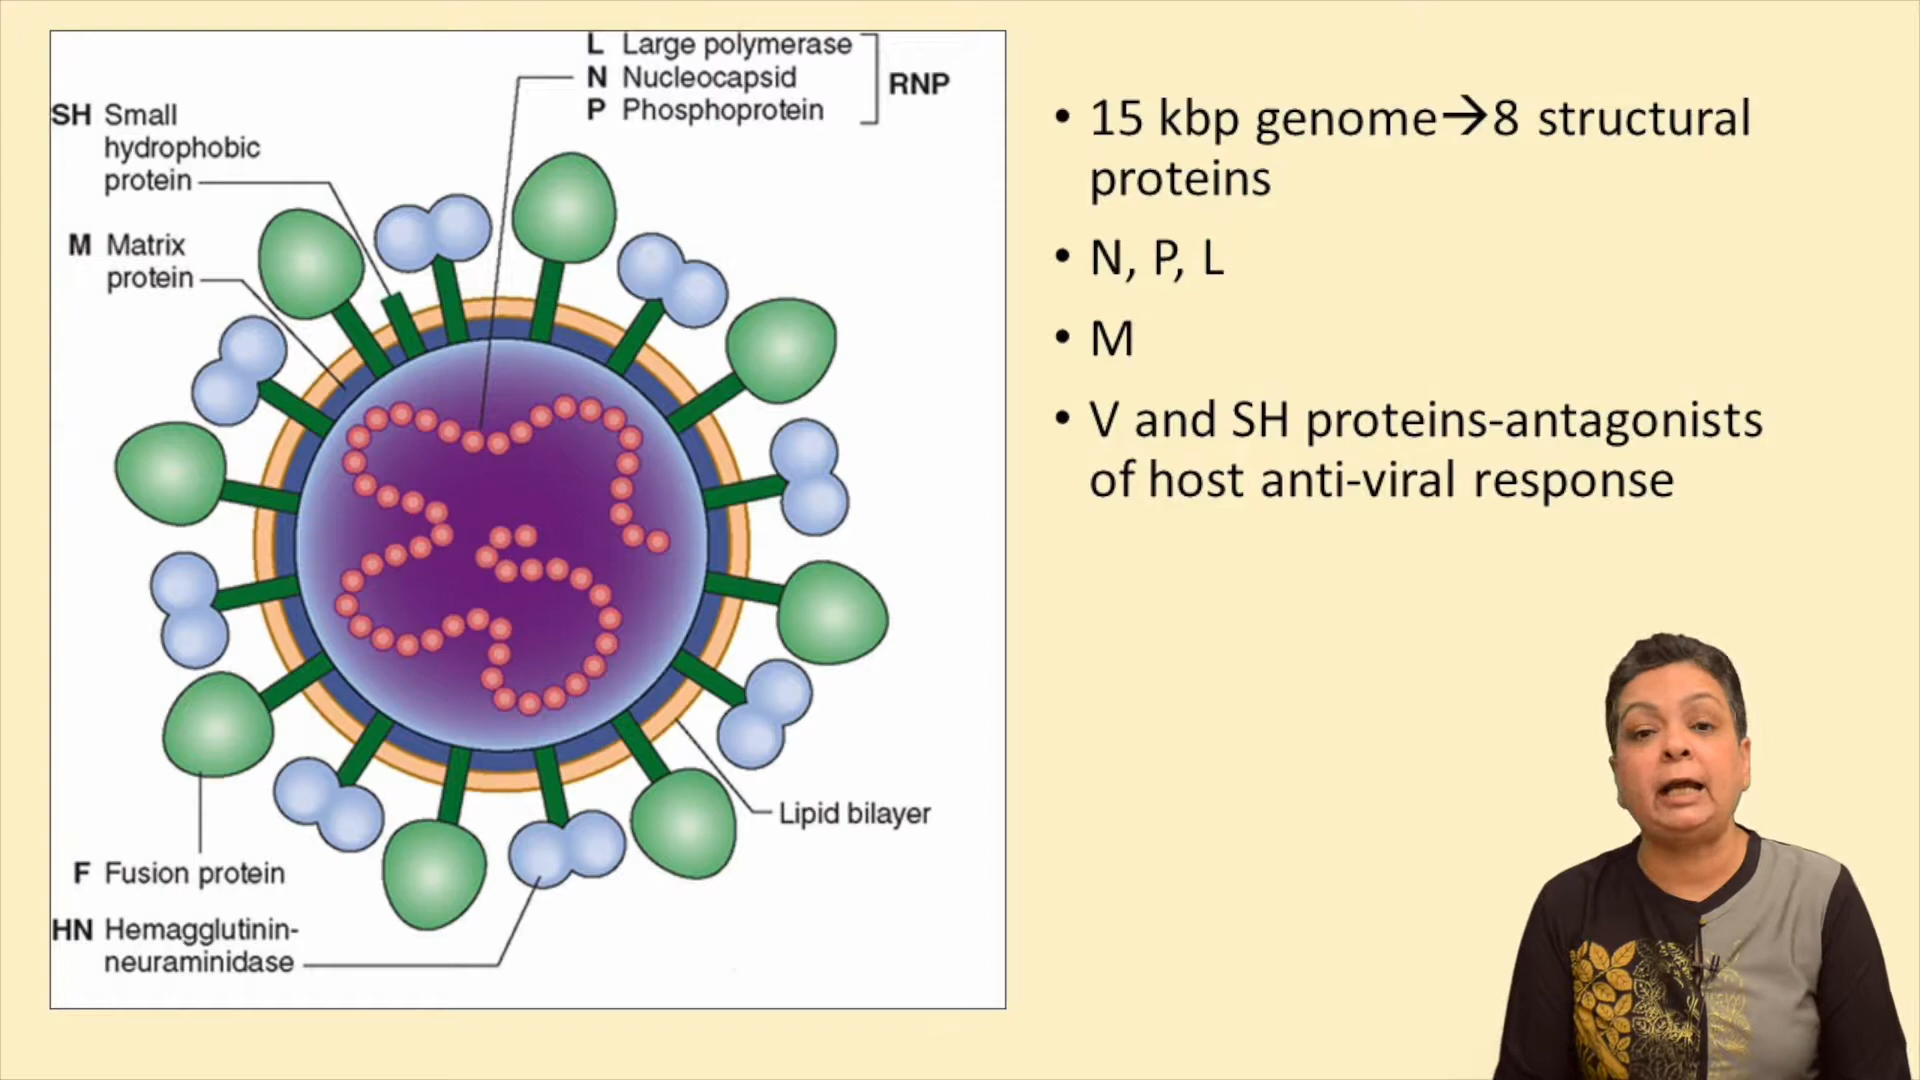 L Large polymerase
N Nucleocapsid
P Phosphoprotein
RNP
SH Small
hydrophobic
protein
M Matrix
protein
Lipid bilayer
F Fusion protein
HN Hemagglutinin-
neuraminidase
• 15 kbp genome→8 structural
proteins
• N, P, L
• M
• V and SH proteins-antagonists
of host anti-viral response